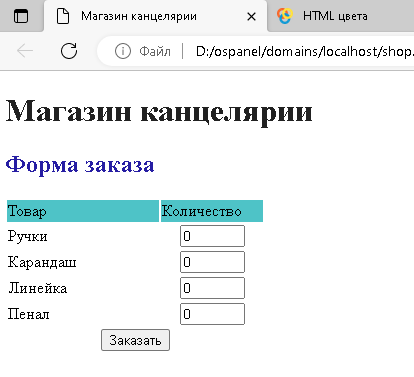 Магазин канцелярии
HTML цвета
Файл D:/ospanel/domains/localhost/shop.
Магазин канцелярии
Форма заказа
Товар Количество
Ручки 0
Карандаш 0
Линейка 0
Пенал 0
Заказать